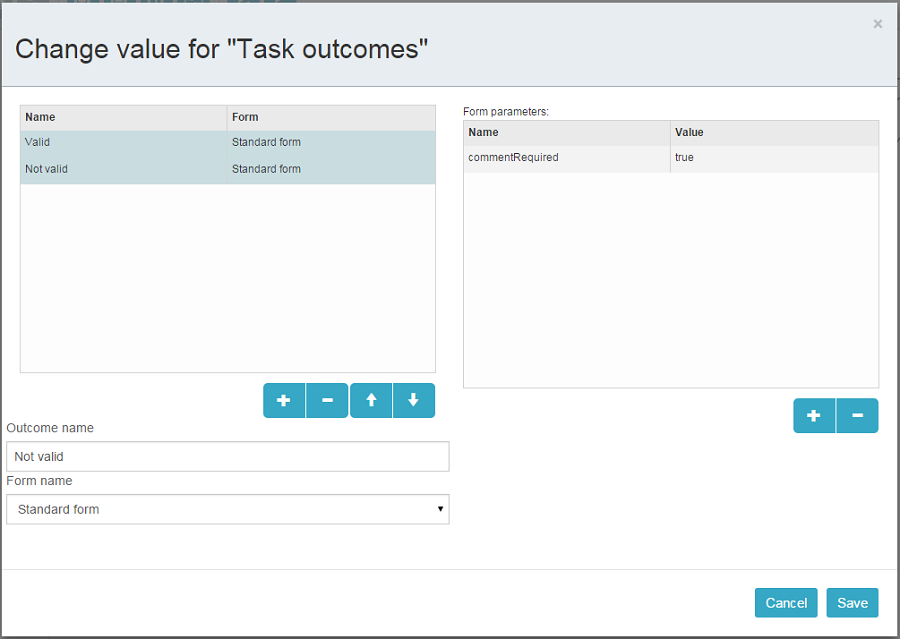 ×
Change value for "Task outcomes"
Name Form
Valid Standard form
Not valid Standard form
Form parameters:
Name Value
commentRequired true
Outcome name
Not valid
Form name
Standard form
Cancel Save